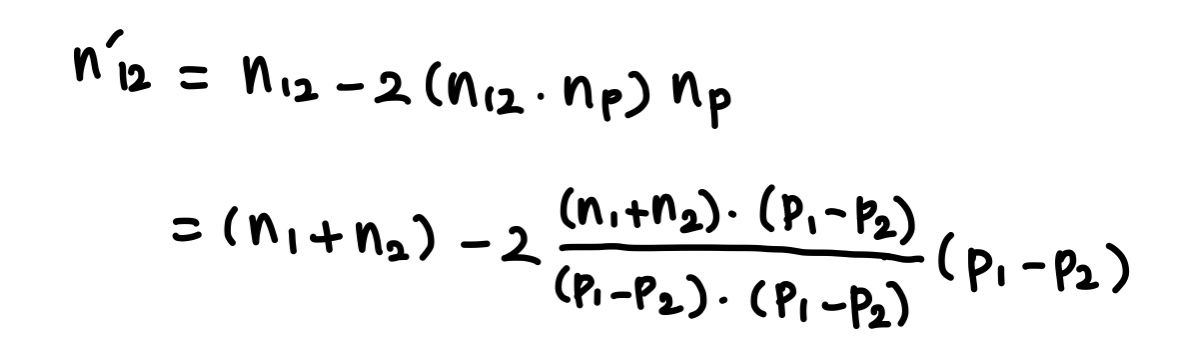 n′₁₂ = n₁₂ − 2 (n₁₂ · nₚ) nₚ
= (n₁ + n₂) − 2 \frac{(n₁+n₂) · (p₁−p₂)}{(p₁−p₂) · (p₁−p₂)} (p₁ − p₂)